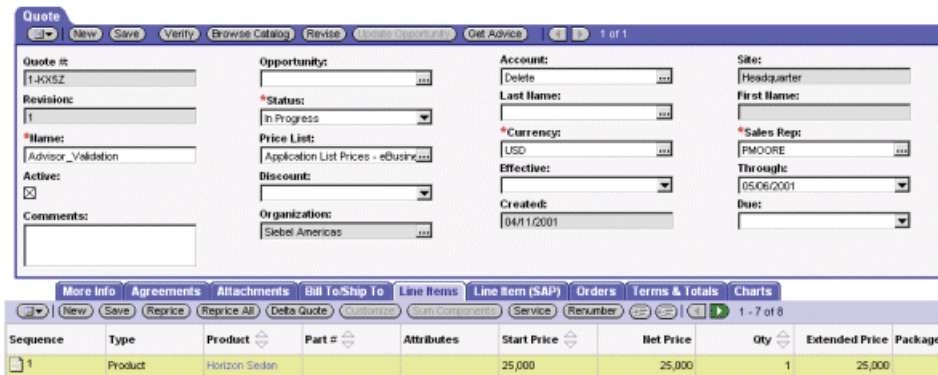 Quote
New Save Verify Browse Catalog Revise Update Opportunity Get Advice 1 of 1
Quote #: Opportunity: Account: Site:
1-KX5Z Delete Headquarter
Revision: *Status: Last Name: First Name:
1 In Progress
*Name: Price List: *Currency: *Sales Rep:
Advisor_Validation Application List Prices - eBusine USD PMOORE
Active: Discount: Effective: Through:
05/06/2001
Comments: Organization: Created: Due:
Siebel Americas 04/11/2001
More Info Agreements Attachments Bill To/Ship To Line Items Line Item (SAP) Orders Terms & Totals Charts
New Save Reprice Reprice All Delta Quote Customize Sum Components Service Renumber 1 - 7 of 8
Sequence Type Product Part # Attributes Start Price Net Price Qty Extended Price Package
1 Product Horizon Sedan 25,000 25,000 1 25,000